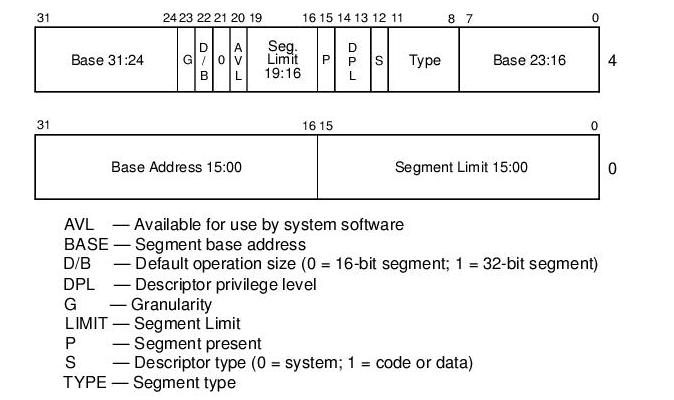 31 24 23 22 21 20 19 16 15 14 13 12 11 8 7 0
Base 31:24 G D/B 0 AVL Seg. Limit 19:16 P DPL S Type Base 23:16 4
31 16 15 0
Base Address 15:00 Segment Limit 15:00 0
AVL — Available for use by system software
BASE — Segment base address
D/B — Default operation size (0 = 16-bit segment; 1 = 32-bit segment)
DPL — Descriptor privilege level
G — Granularity
LIMIT — Segment Limit
P — Segment present
S — Descriptor type (0 = system; 1 = code or data)
TYPE — Segment type